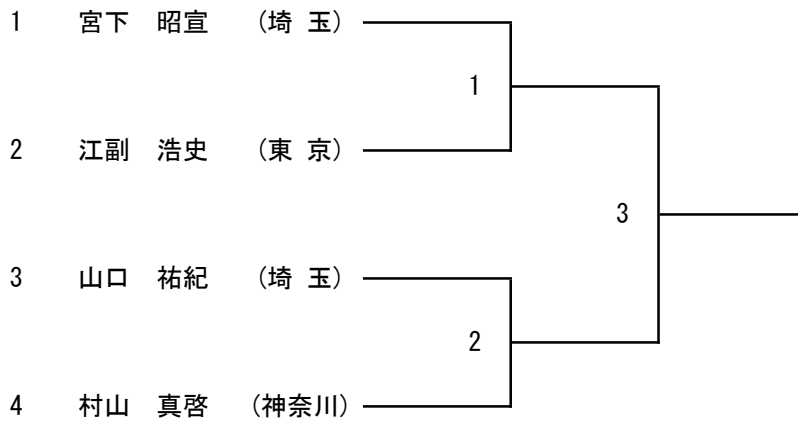 1 宮下 昭宣 (埼 玉)
1
2 江副 浩史 (東 京)
3
3 山口 祐紀 (埼 玉)
2
4 村山 真啓 (神奈川)